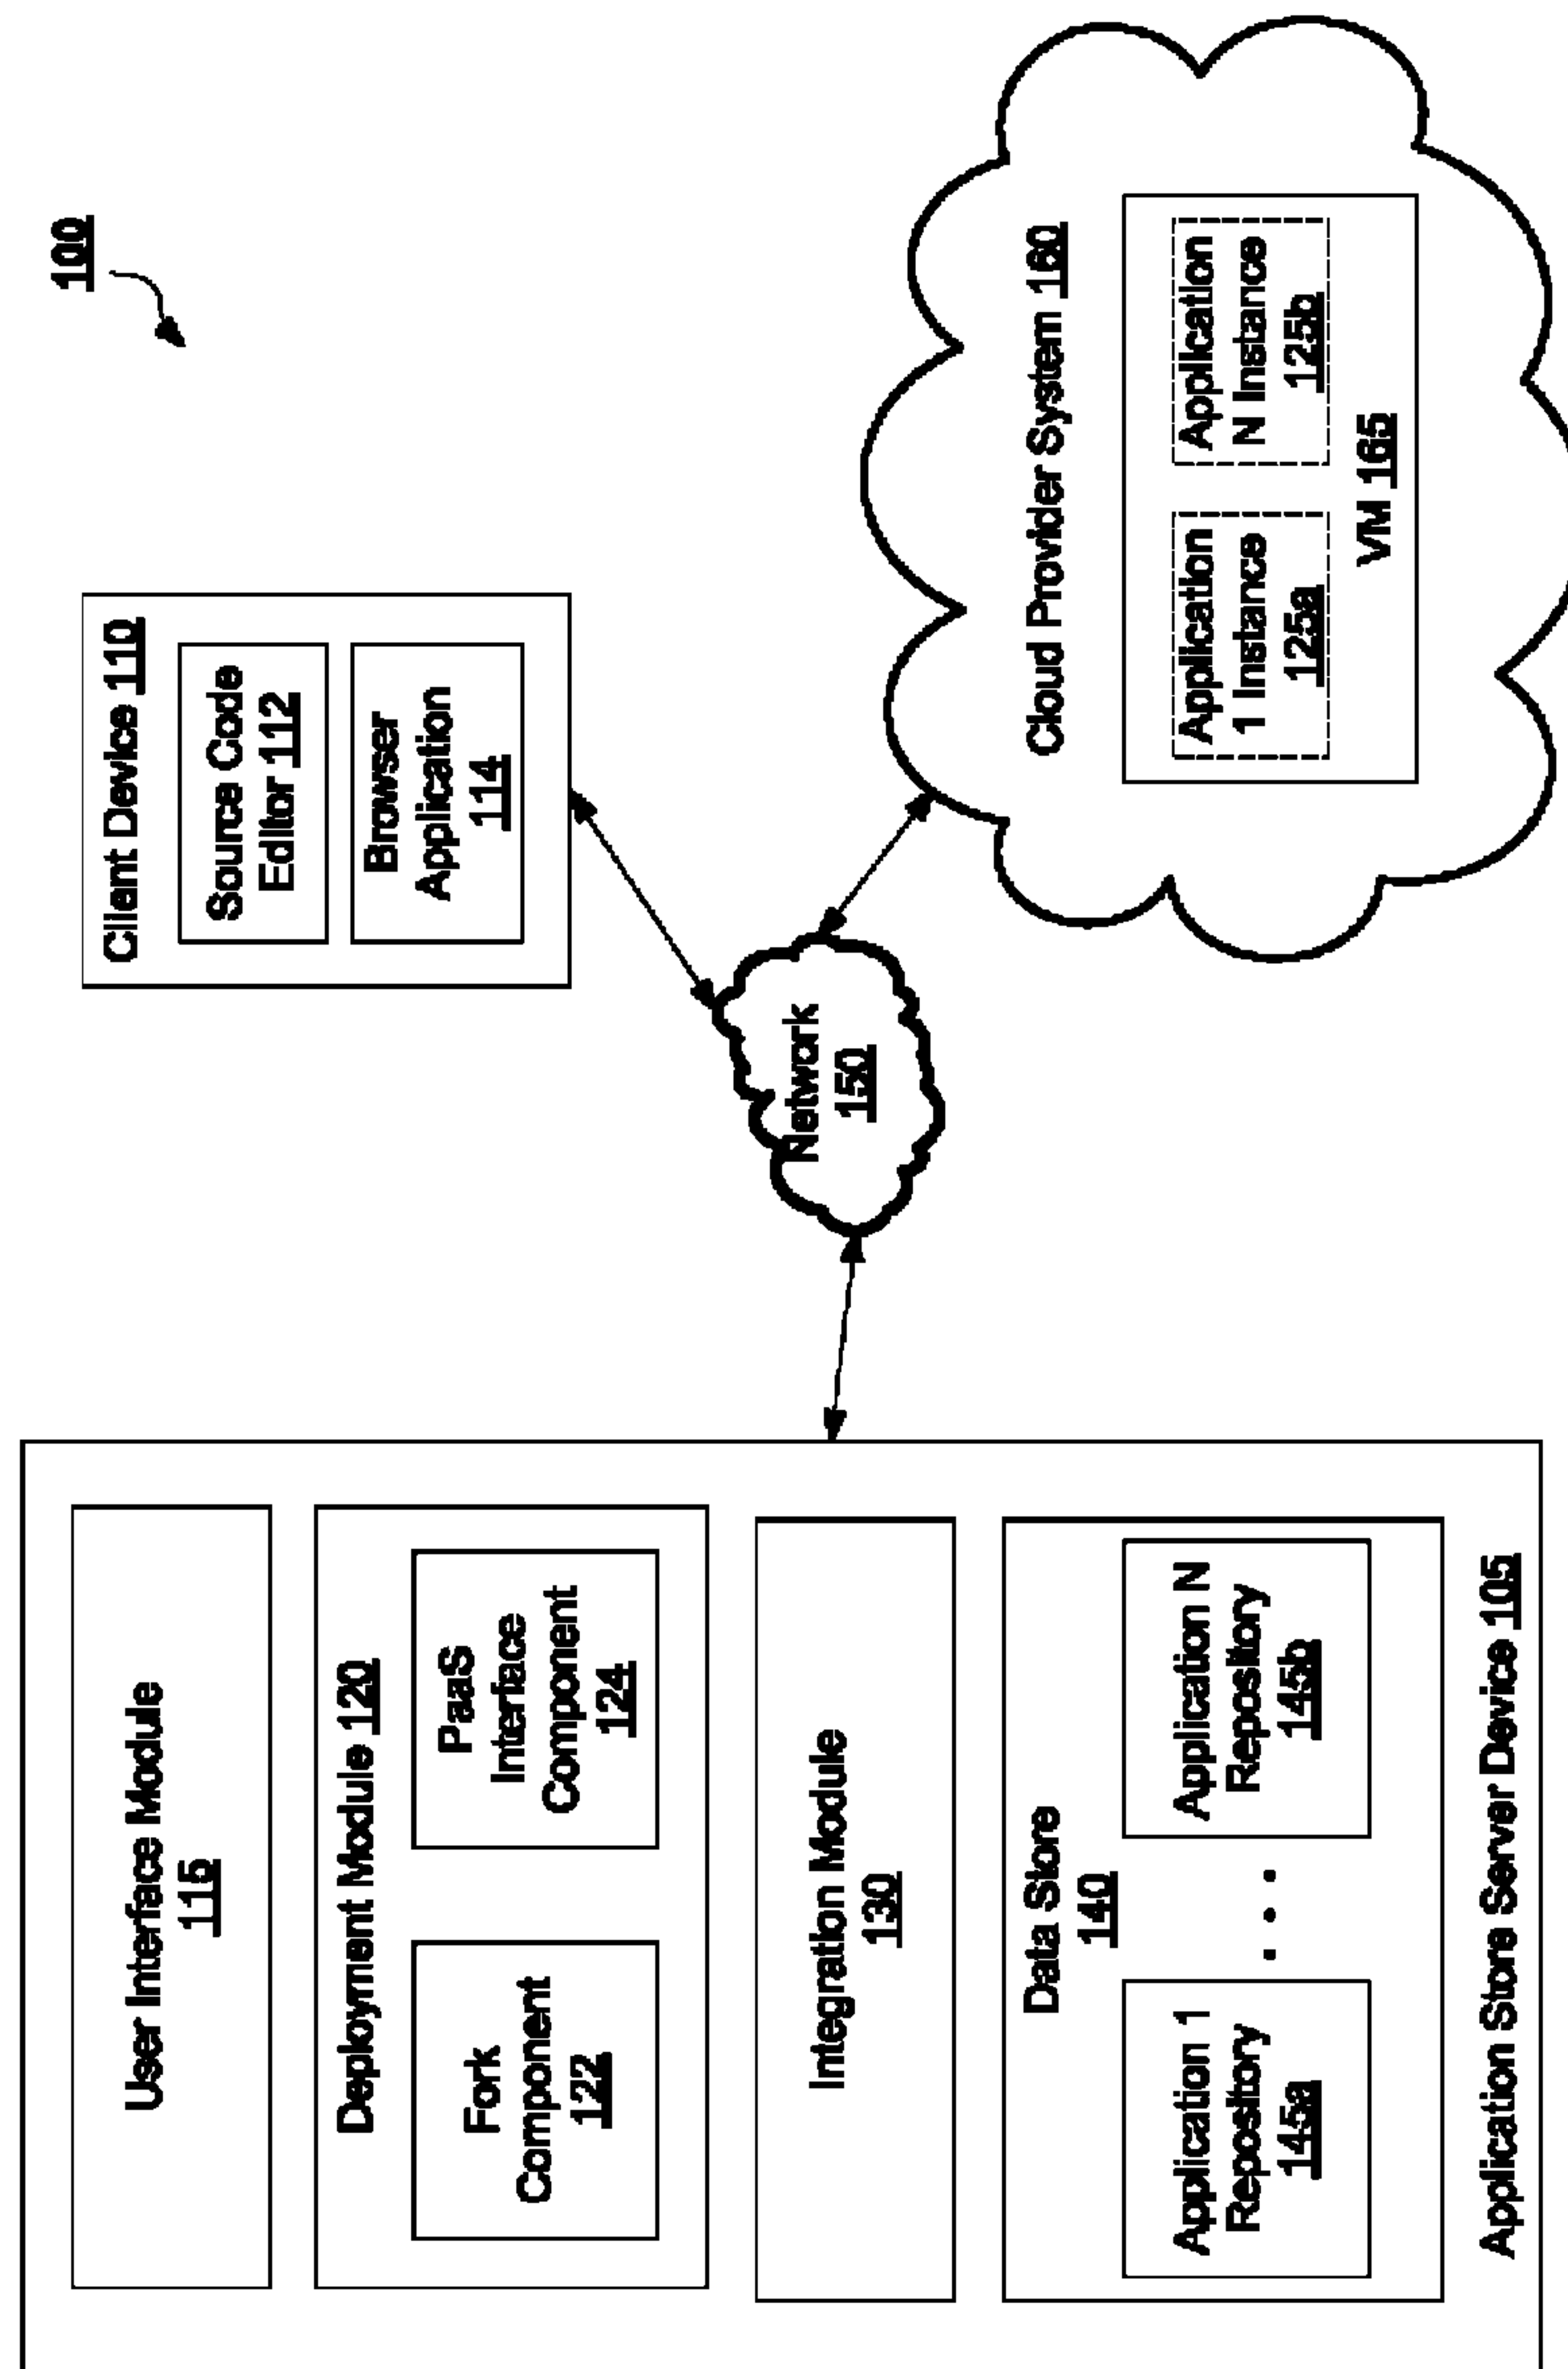 100
User Interface Module
115
Deployment Module 120
Fork
Component
122
PaaS
Interface
Component
124
Integration Module
130
Data Store
140
Application 1
Repository
145a
. . .
Application N
Repository
145b
Application Store Server Device 105
Network
150
Client Device 110
Source Code
Editor 112
Browser
Application
114
Cloud Provider System 160
Application
1 Instance
125a
Application
N Instance
125b
VM 165